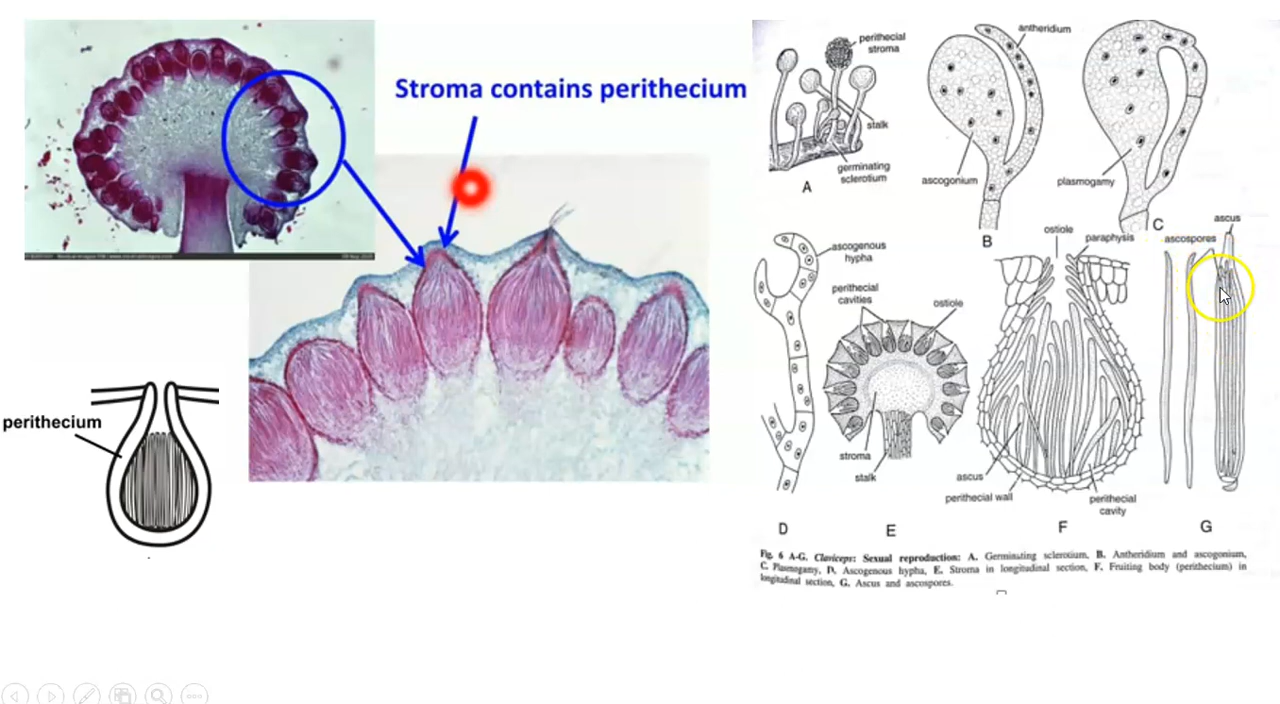 Stroma contains perithecium
perithecium
perithecial
stroma
stalk
germinating
sclerotium
A
antheridium
ascogonium
B
plasmogamy
C
ascogenous
hypha
D
perithecial
cavities
ostiole
stroma
stalk
E
ostiole
paraphysis
ascus
perithecial wall
perithecial
cavity
F
ascospores
ascus
G
Fig. 6 A-G. Claviceps: Sexual reproduction: A. Germinating sclerotium, B. Antheridium and ascogonium,
C. Plasmogamy, D. Ascogenous hypha, E. Stroma in longitudinal section, F. Fruiting body (perithecium) in
longitudinal section, G. Ascus and ascospores.